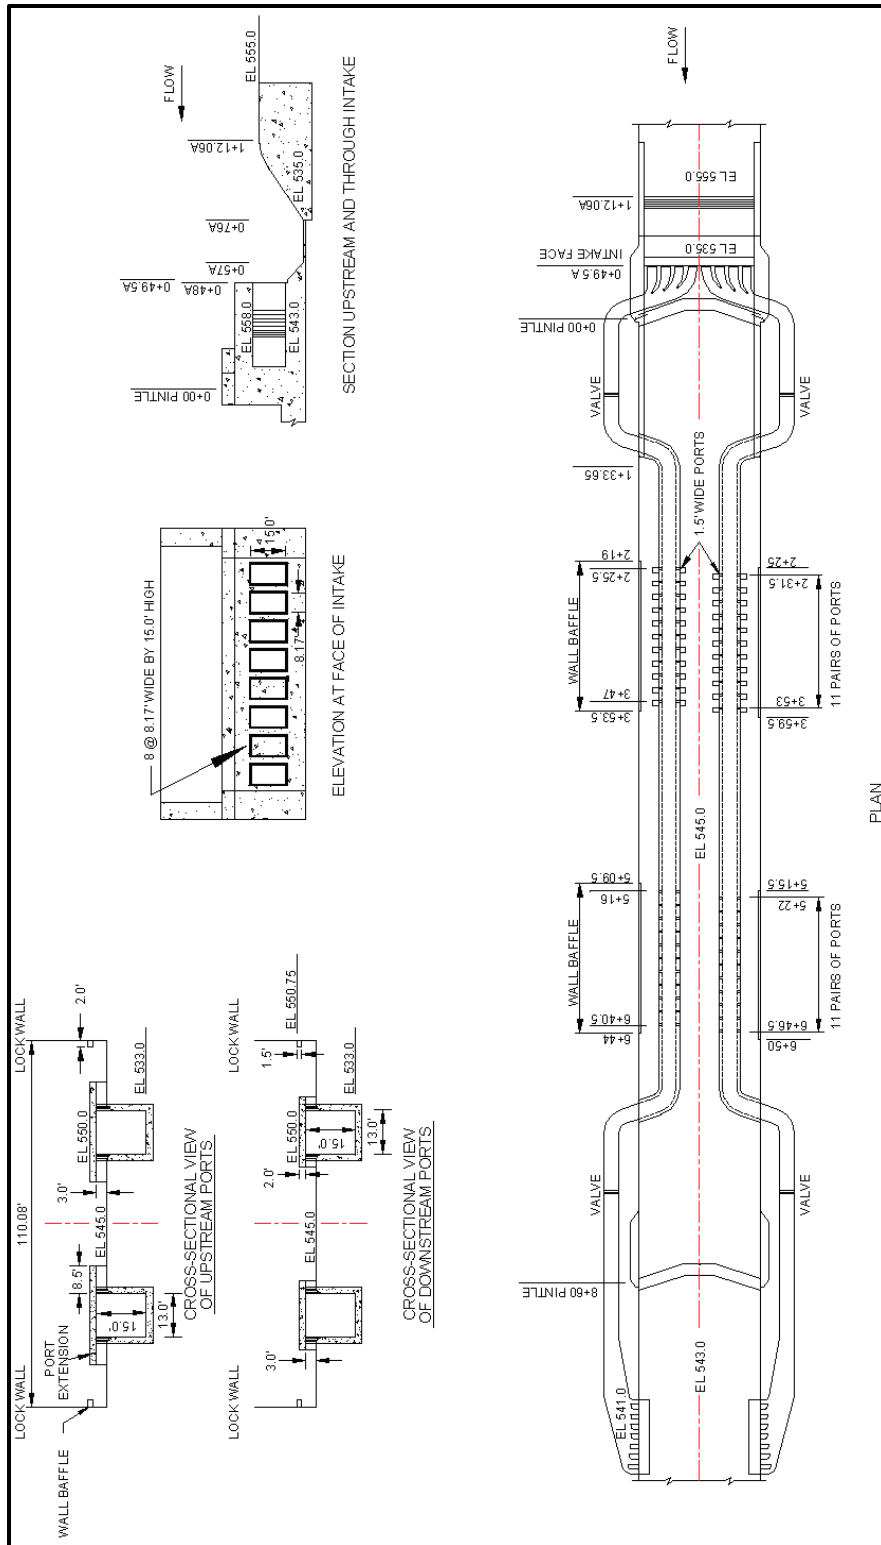 FLOW
EL 555.0
1+12.06A
EL 535.0
0+76A
0+57A
0+49.5A
0+48A
EL 558.0
EL 543.0
0+00 PINTLE
SECTION UPSTREAM AND THROUGH INTAKE
8 @ 8.17' WIDE BY 15.0' HIGH
15.0'
8.17'
ELEVATION AT FACE OF INTAKE
LOCK WALL
LOCK WALL
110.08'
2.0'
EL 550.0
EL 533.0
3.0'
EL 545.0
8.5'
15.0'
13.0'
PORT
EXTENSION
WALL BAFFLE
CROSS-SECTIONAL VIEW
OF UPSTREAM PORTS
LOCK WALL
LOCK WALL
EL 550.75
1.5'
EL 550.0
EL 533.0
15.0'
13.0'
2.0'
EL 545.0
3.0'
CROSS-SECTIONAL VIEW
OF DOWNSTREAM PORTS
FLOW
EL 555.0
1+12.06A
EL 535.0
INTAKE FACE
0+49.5 A
0+00 PINTLE
VALVE
VALVE
1+33.65
1.5' WIDE PORTS
2+19
2+25.5
2+25
2+31.5
WALL BAFFLE
11 PAIRS OF PORTS
3+47
3+53.5
3+53
3+59.5
EL 545.0
5+09.5
5+16
5+15.5
5+22
WALL BAFFLE
11 PAIRS OF PORTS
6+40.5
6+44
6+46.5
6+50
VALVE
VALVE
8+60 PINTLE
EL 543.0
EL 541.0
PLAN